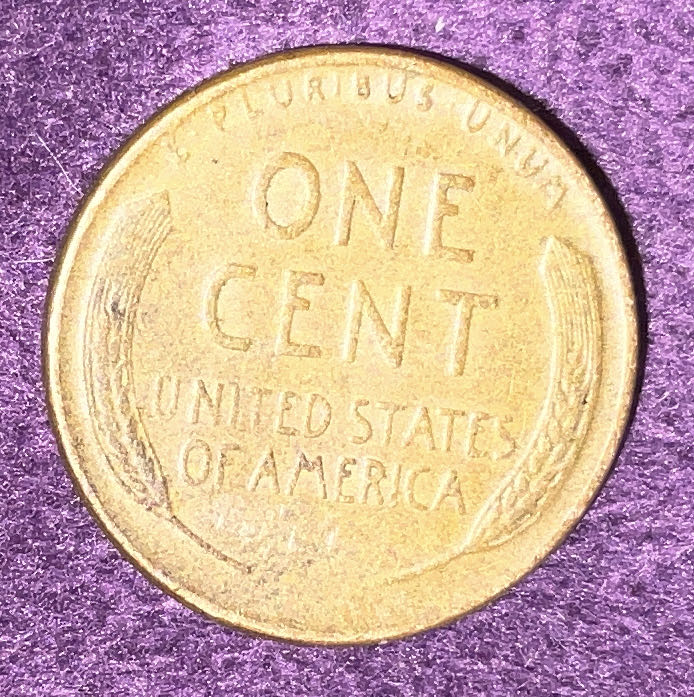 E PLURIBUS UNUM
ONE
CENT
UNITED STATES
OF AMERICA